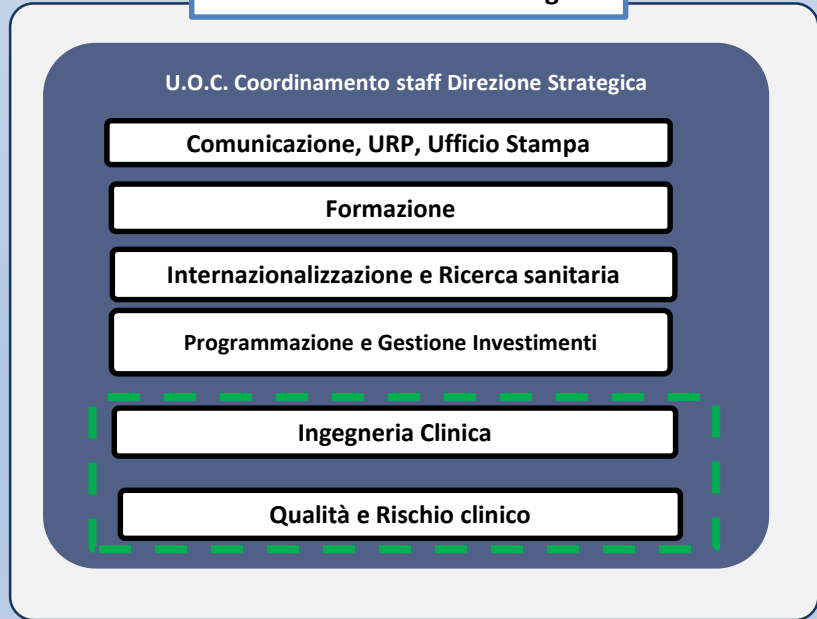 U.O.C. Coordinamento staff Direzione Strategica
Comunicazione, URP, Ufficio Stampa
Formazione
Internazionalizzazione e Ricerca sanitaria
Programmazione e Gestione Investimenti
Ingegneria Clinica
Qualità e Rischio clinico